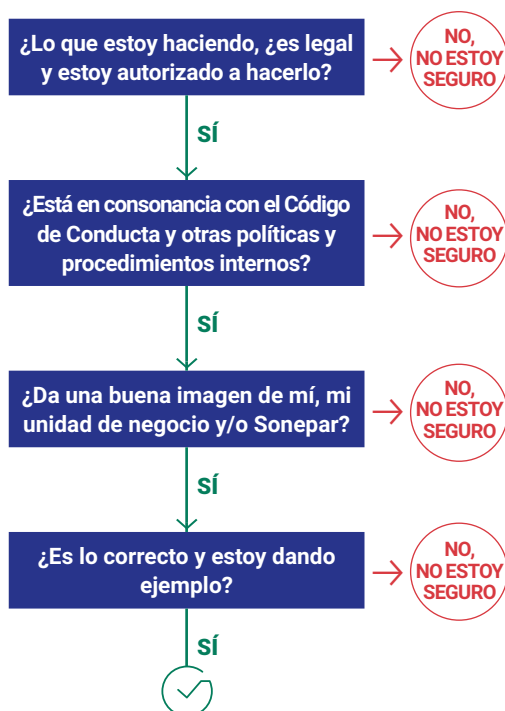 ¿Lo que estoy haciendo, ¿es legal
y estoy autorizado a hacerlo?
NO,
NO ESTOY
SEGURO
SÍ
¿Está en consonancia con el Código
de Conducta y otras políticas y
procedimientos internos?
NO,
NO ESTOY
SEGURO
SÍ
¿Da una buena imagen de mí, mi
unidad de negocio y/o Sonepar?
NO,
NO ESTOY
SEGURO
SÍ
¿Es lo correcto y estoy dando
ejemplo?
NO,
NO ESTOY
SEGURO
SÍ